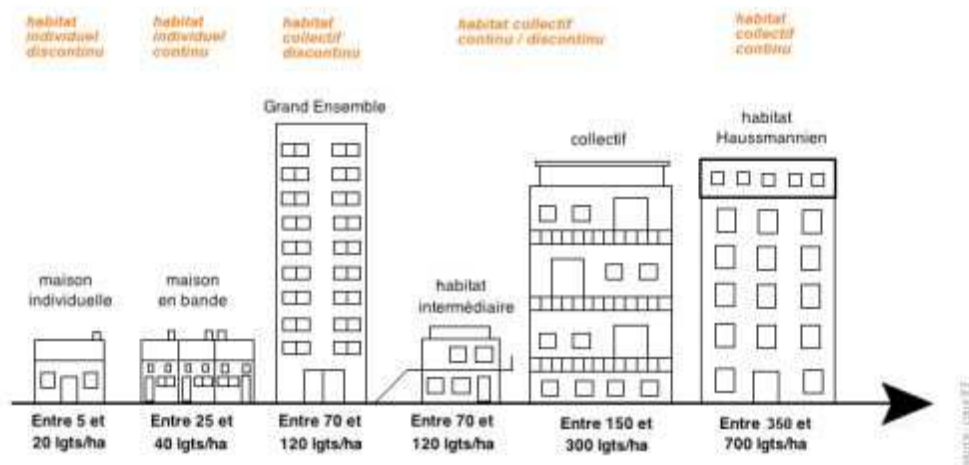 habitat
individuel
discontinu
habitat
individuel
continu
habitat
collectif
discontinu
habitat collectif
continu / discontinu
habitat
collectif
continu
Grand Ensemble
collectif
habitat
Haussmannien
maison
individuelle
maison
en bande
habitat
intermédiaire
Entre 5 et
20 lgts/ha
Entre 25 et
40 lgts/ha
Entre 70 et
120 lgts/ha
Entre 70 et
120 lgts/ha
Entre 150 et
300 lgts/ha
Entre 350 et
700 lgts/ha